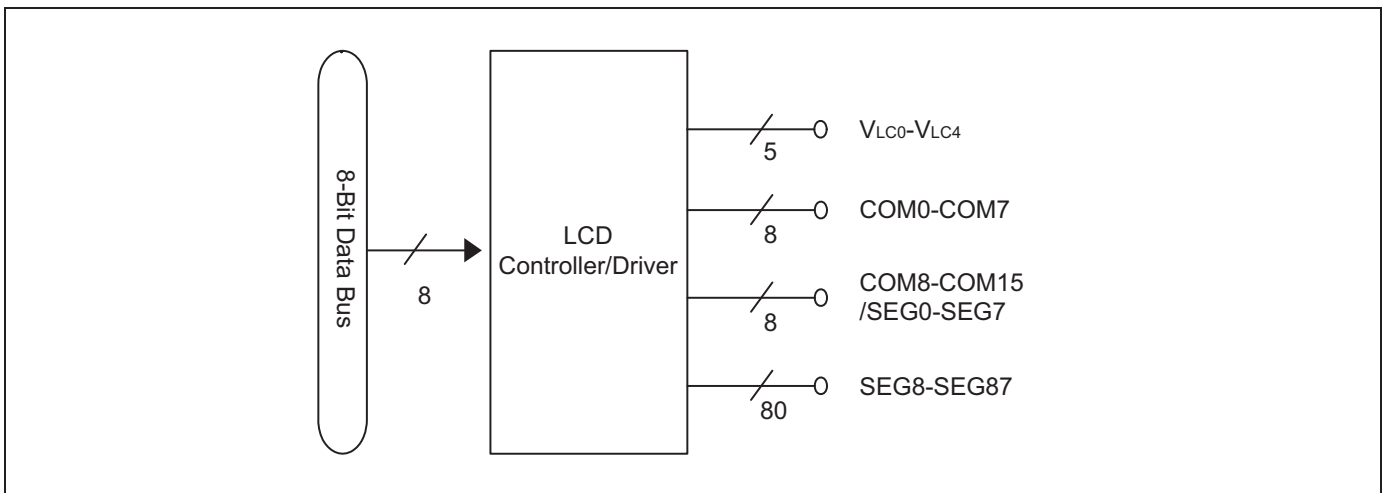 8-Bit Data Bus
8
LCD
Controller/Driver
5
VLC0-VLC4
8
COM0-COM7
8
COM8-COM15
/SEG0-SEG7
80
SEG8-SEG87